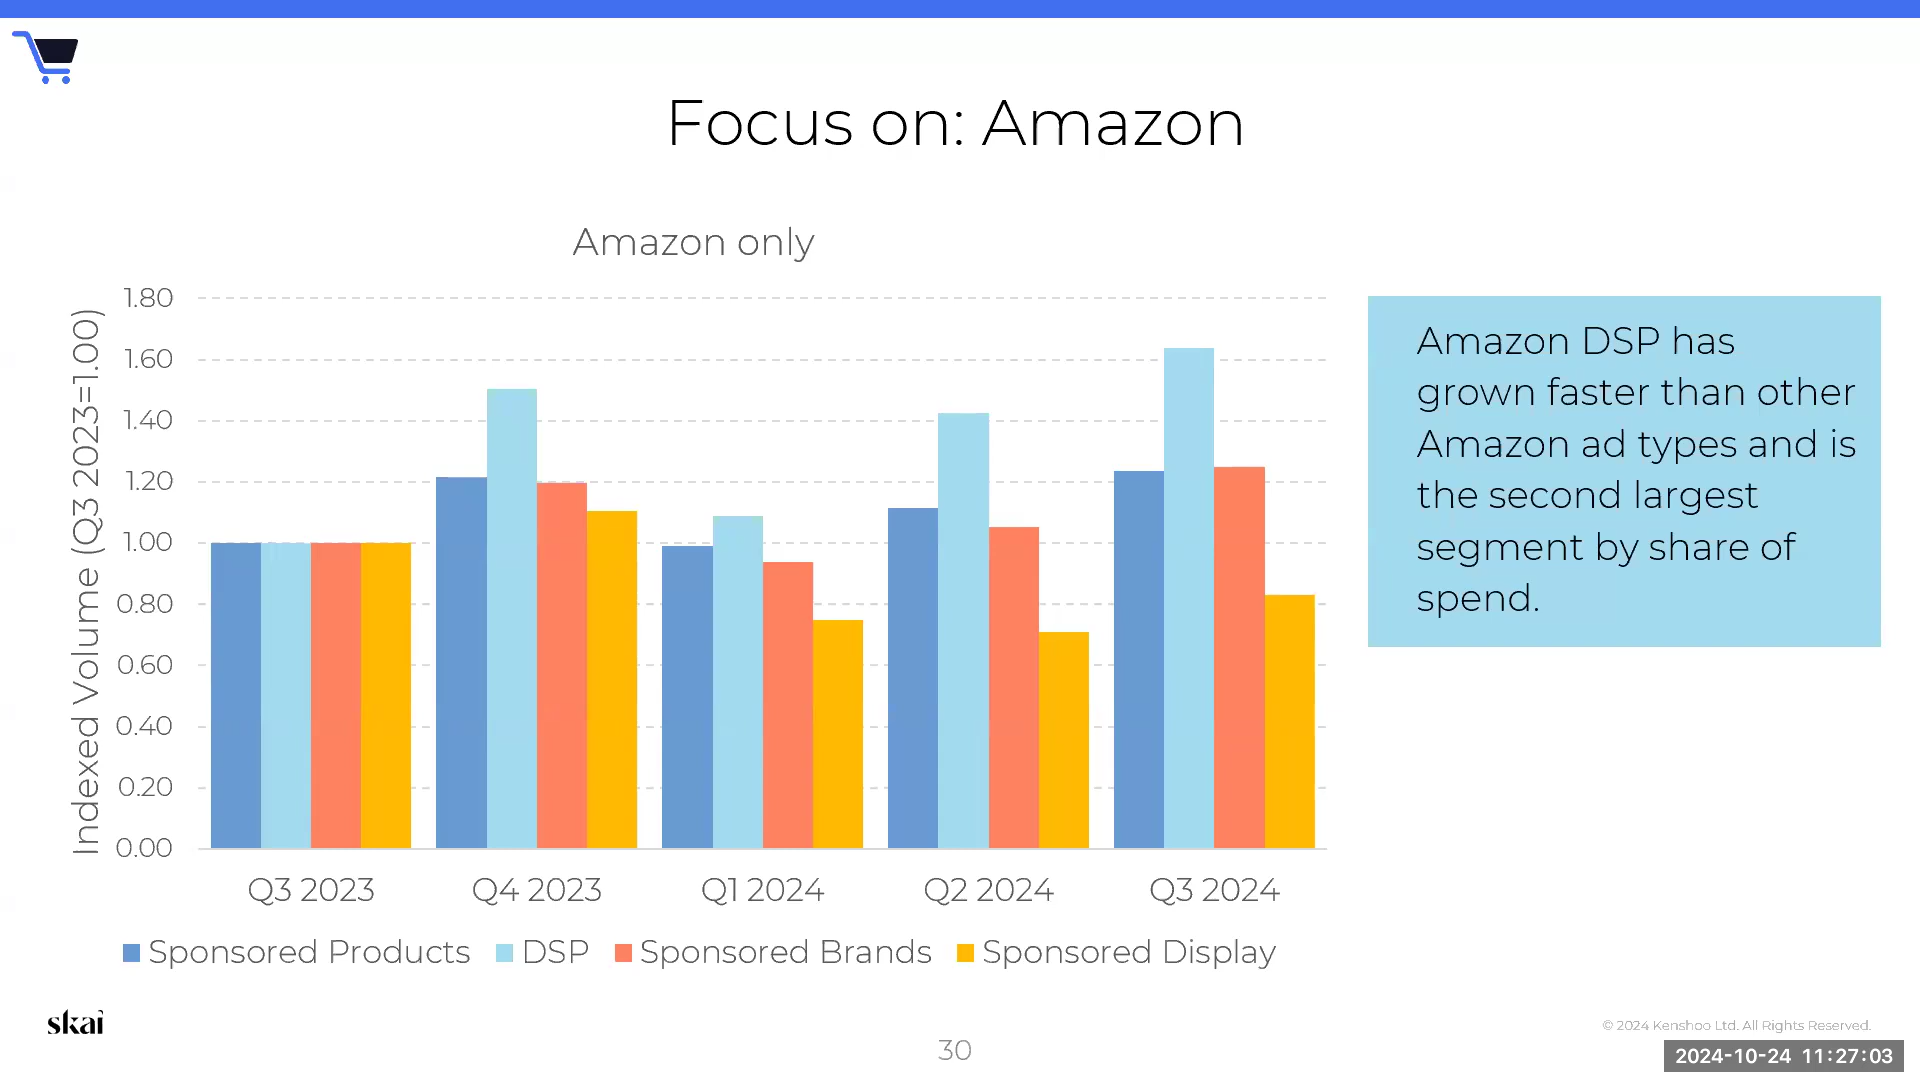 Focus on: Amazon
Amazon only
Indexed Volume (Q3 2023=1.00)
1.80
1.60
1.40
1.20
1.00
0.80
0.60
0.40
0.20
0.00
Q3 2023 Q4 2023 Q1 2024 Q2 2024 Q3 2024
Sponsored Products DSP Sponsored Brands Sponsored Display
Amazon DSP has
grown faster than other
Amazon ad types and is
the second largest
segment by share of
spend.
skai
30
© 2024 Kenshoo Ltd. All Rights Reserved.
2024-10-24 11:27:03